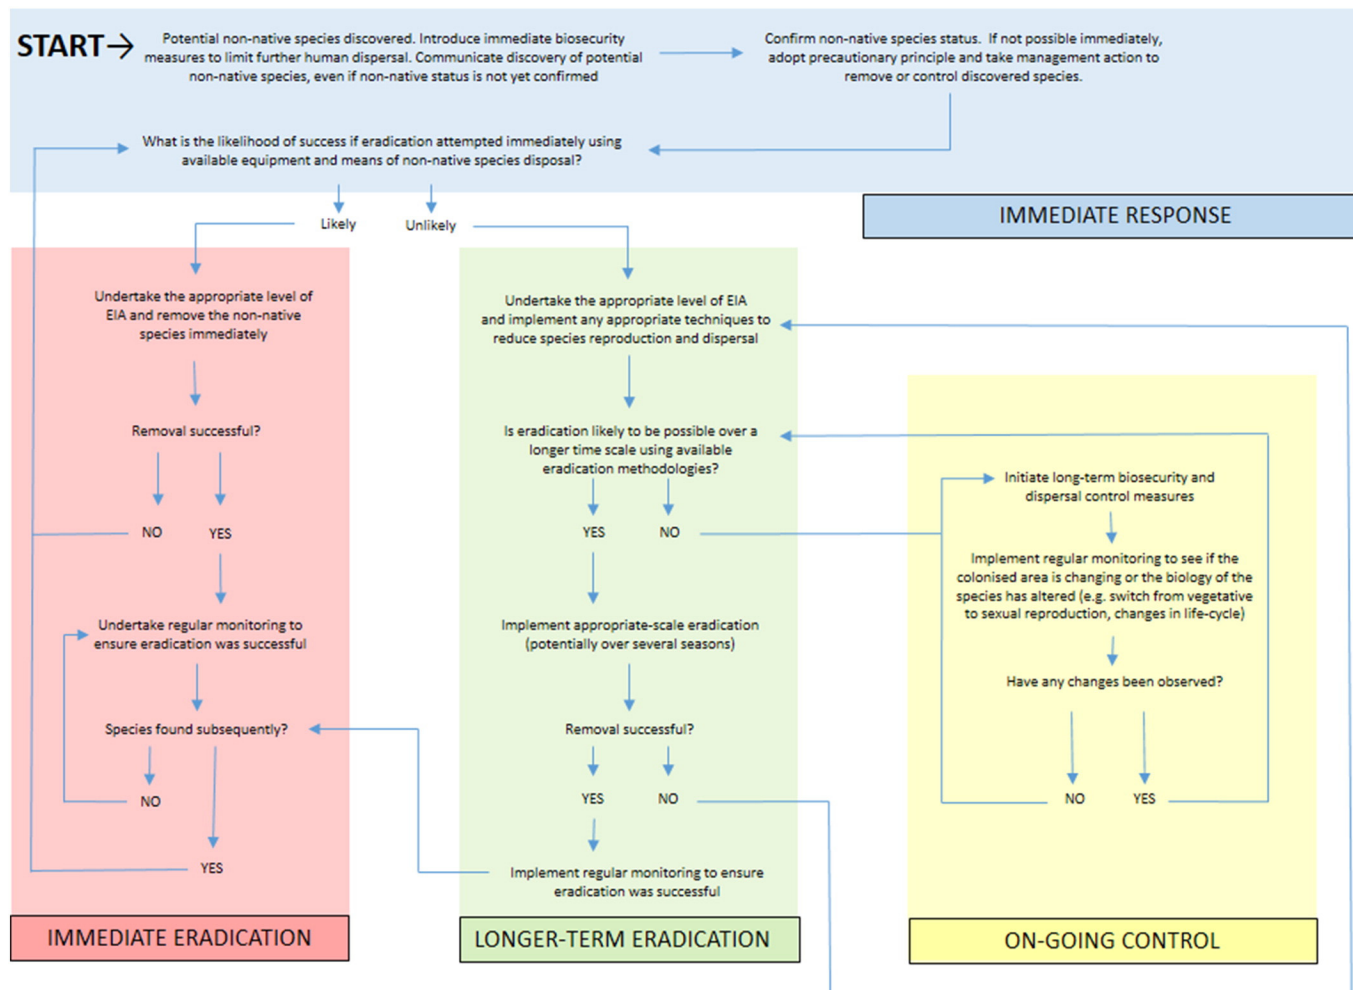 START→
Potential non-native species discovered. Introduce immediate biosecurity
measures to limit further human dispersal. Communicate discovery of potential
non-native species, even if non-native status is not yet confirmed
Confirm non-native species status. If not possible immediately,
adopt precautionary principle and take management action to
remove or control discovered species.
What is the likelihood of success if eradication attempted immediately using
available equipment and means of non-native species disposal?
IMMEDIATE RESPONSE
Likely
Unlikely
Undertake the appropriate level of
EIA and remove the non-native
species immediately
Removal successful?
NO
YES
Undertake regular monitoring to
ensure eradication was successful
Species found subsequently?
NO
YES
IMMEDIATE ERADICATION
Undertake the appropriate level of EIA
and implement any appropriate techniques to
reduce species reproduction and dispersal
Is eradication likely to be possible over a
longer time scale using available
eradication methodologies?
YES
NO
Implement appropriate-scale eradication
(potentially over several seasons)
Removal successful?
YES
NO
Implement regular monitoring to ensure
eradication was successful
LONGER-TERM ERADICATION
Initiate long-term biosecurity and
dispersal control measures
Implement regular monitoring to see if the
colonised area is changing or the biology of the
species has altered (e.g. switch from vegetative
to sexual reproduction, changes in life-cycle)
Have any changes been observed?
NO
YES
ON-GOING CONTROL